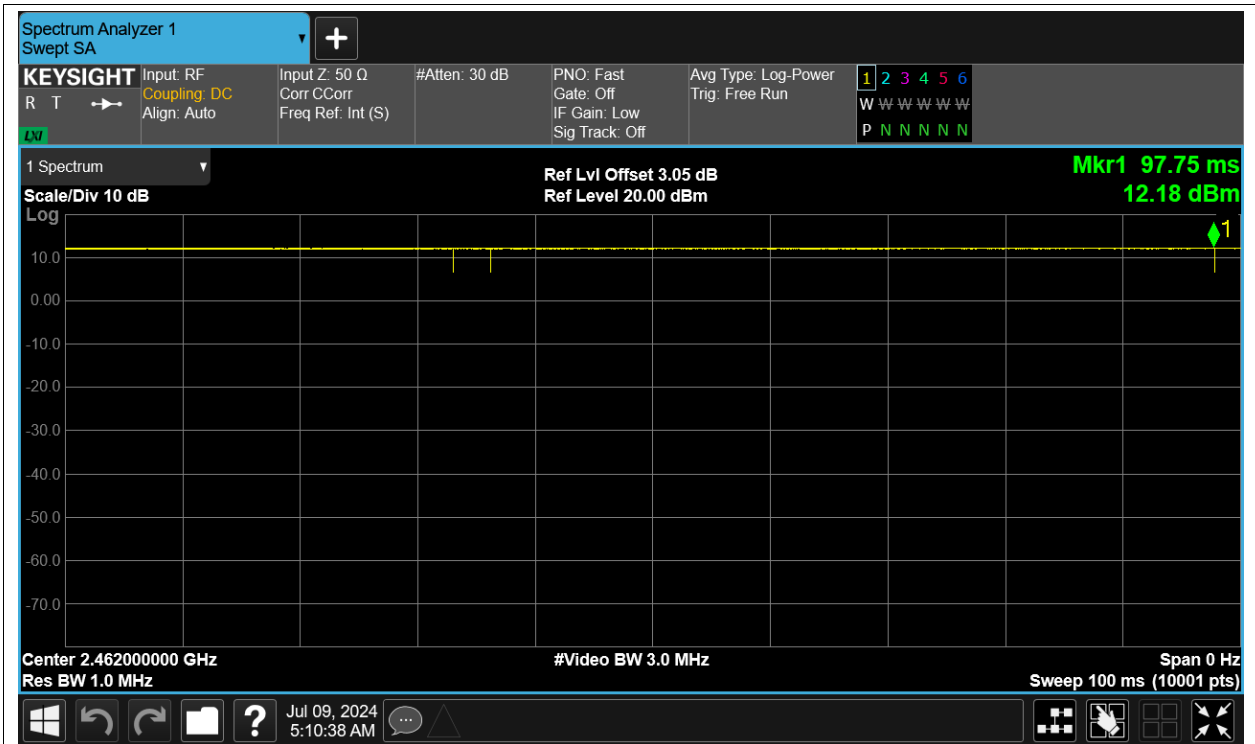 Spectrum Analyzer 1
Swept SA
KEYSIGHT
R T
LXI
Input: RF
Coupling: DC
Align: Auto
Input Z: 50 Ω
Corr CCorr
Freq Ref: Int (S)
#Atten: 30 dB
PNO: Fast
Gate: Off
IF Gain: Low
Sig Track: Off
Avg Type: Log-Power
Trig: Free Run
1 2 3 4 5 6
W W W W W W
P N N N N N
1 Spectrum
Scale/Div 10 dB
Log
Ref Lvl Offset 3.05 dB
Ref Level 20.00 dBm
Mkr1 97.75 ms
12.18 dBm
1
10.0
0.00
-10.0
-20.0
-30.0
-40.0
-50.0
-60.0
-70.0
Center 2.462000000 GHz
Res BW 1.0 MHz
#Video BW 3.0 MHz
Span 0 Hz
Sweep 100 ms (10001 pts)
?
Jul 09, 2024
5:10:38 AM